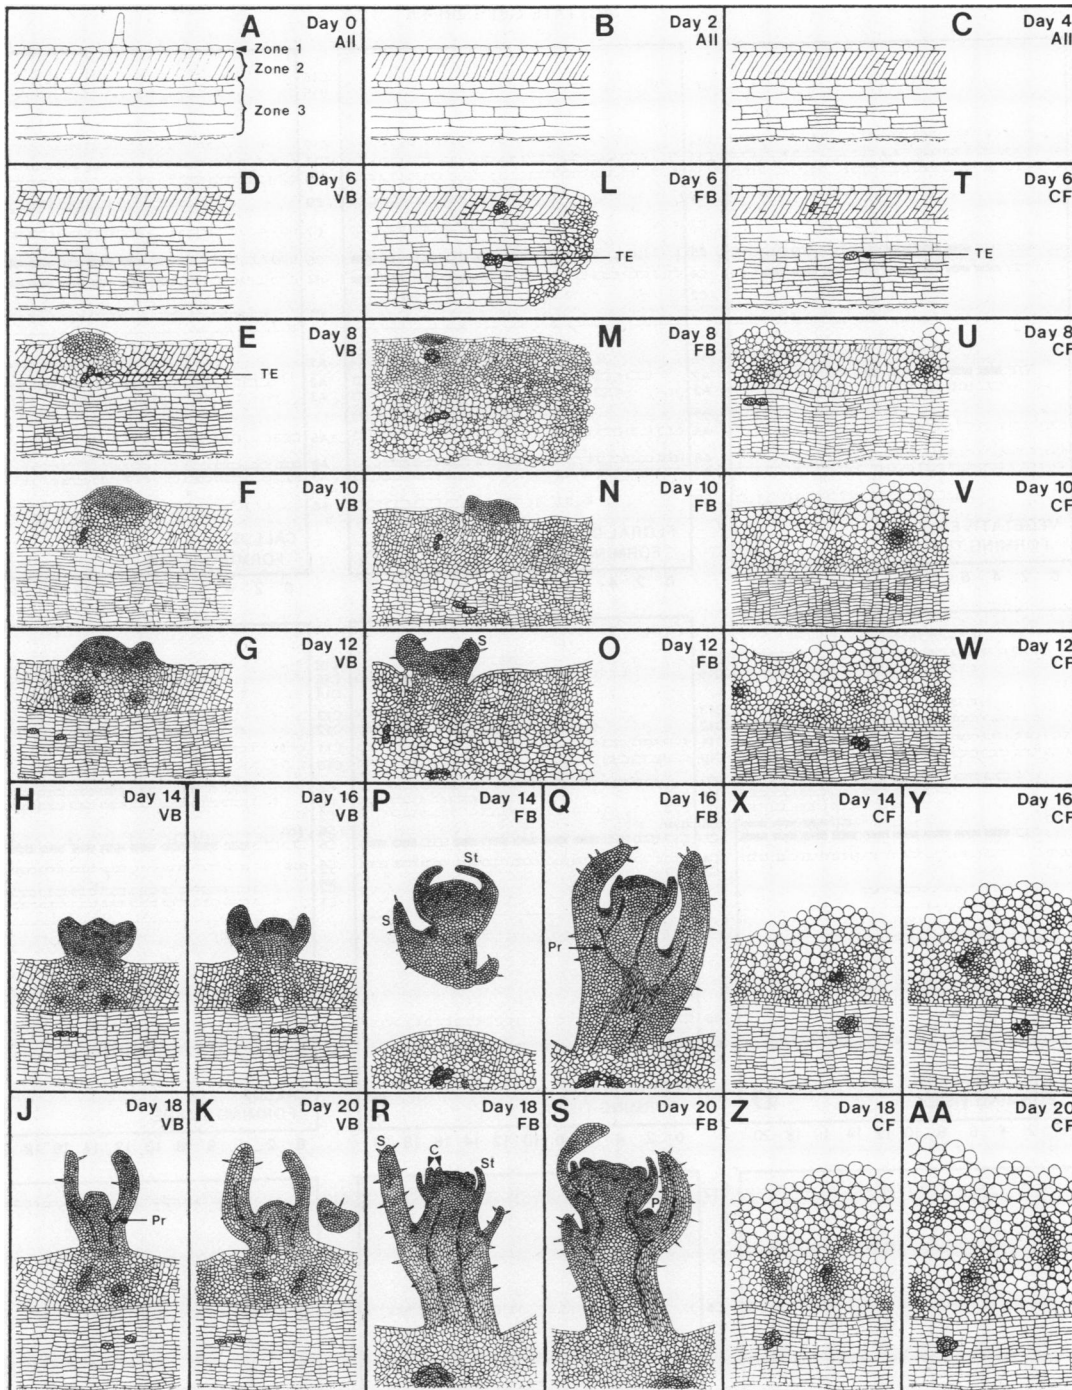 A
Day 0
All
Zone 1
Zone 2
Zone 3
B
Day 2
All
C
Day 4
All
D
Day 6
VB
L
Day 6
FB
TE
T
Day 6
CF
TE
E
Day 8
VB
TE
M
Day 8
FB
U
Day 8
CF
F
Day 10
VB
N
Day 10
FB
V
Day 10
CF
G
Day 12
VB
O
Day 12
FB
S
W
Day 12
CF
H
Day 14
VB
I
Day 16
VB
P
Day 14
FB
St
S
Q
Day 16
FB
Pr
X
Day 14
CF
Y
Day 16
CF
J
Day 18
VB
Pr
K
Day 20
VB
R
Day 18
FB
S
C
St
S
Day 20
FB
P
Z
Day 18
CF
AA
Day 20
CF